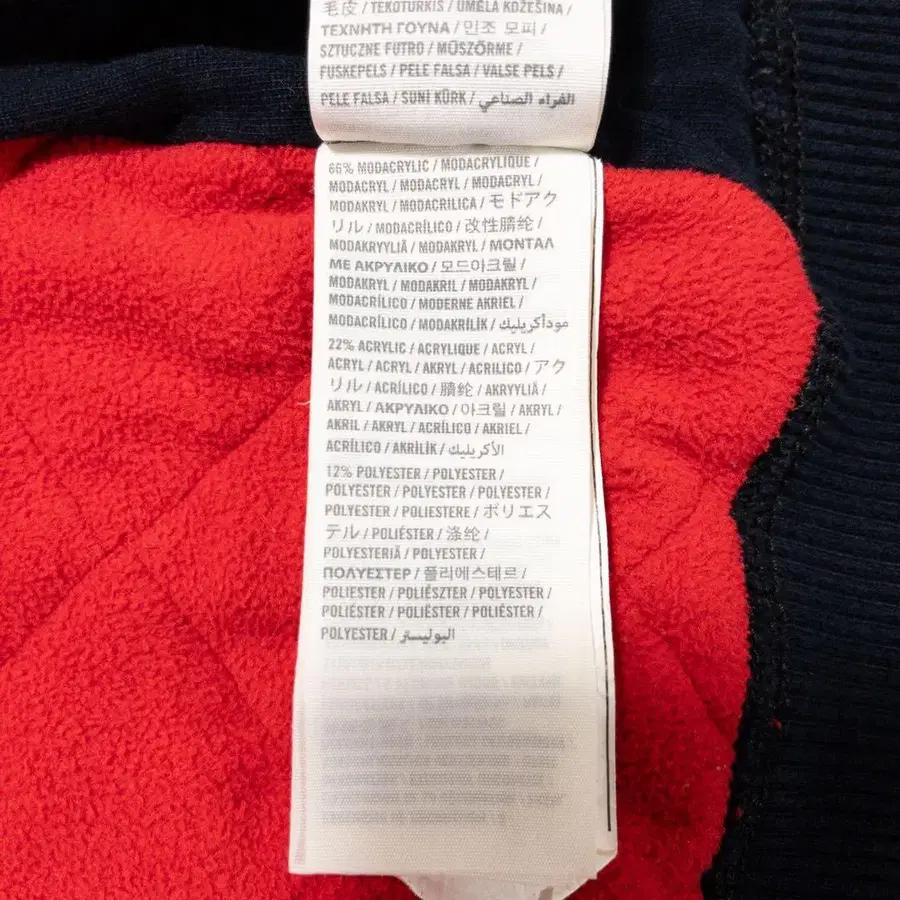 毛皮 / TEKOTURKIS / UMĚLÁ KOŽEŠINA /
ΤΕΧΝΗΤΗ ΓΟΥΝΑ / 인조 모피 /
SZTUCZNE FUTRO / MŰSZŐRME /
FUSKEPELS / PELE FALSA / VALSE PELS /
PELE FALSA / SUNİ KÜRK / الفراء الصناعي
66% MODACRYLIC / MODACRYLIQUE /
MODACRYL / MODACRYL / MODACRYL /
MODAKRYL / MODACRILICA / モドアク
リル / MODACRÍLICO / 改性腈纶 /
MODAKRYYLIÄ / MODAKRYL / ΜΟΝΤΑΛ
ΜΕ ΑΚΡΥΛΙΚΟ / 모드아크릴 /
MODAKRYL / MODAKRIL / MODAKRYL /
MODACRÍLICO / MODERNE AKRIEL /
MODACRÍLICO / MODAKRİLİK / مودأكريليك
22% ACRYLIC / ACRYLIQUE / ACRYL /
ACRYL / ACRYL / AKRYL / ACRILICO / アク
リル / ACRÍLICO / 腈纶 / AKRYYLIÄ /
AKRYL / ΑΚΡΥΛΙΚΟ / 아크릴 / AKRYL /
AKRIL / AKRYL / ACRÍLICO / AKRIEL /
ACRÍLICO / AKRİLİK / الأكريليك
12% POLYESTER / POLYESTER /
POLYESTER / POLYESTER / POLYESTER /
POLYESTER / POLIESTERE / ポリエス
テル / POLIÉSTER / 涤纶 /
POLYESTERIÄ / POLYESTER /
ΠΟΛΥΕΣΤΕΡ / 폴리에스테르 /
POLIESTER / POLIÉSZTER / POLYESTER /
POLIÉSTER / POLIËSTER / POLIÉSTER /
POLYESTER / البوليستر